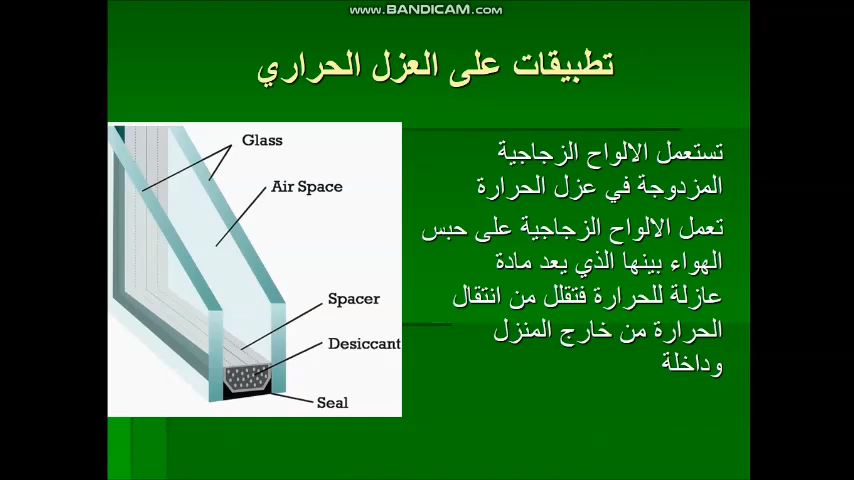 WWW.BANDICAM.COM
تطبيقات على العزل الحراري
تستعمل الالواح الزجاجية
المزدوجة في عزل الحرارة
تعمل الالواح الزجاجية على حبس
الهواء بينها الذي يعد مادة
عازلة للحرارة فتقلل من انتقال
الحرارة من خارج المنزل
وداخلة
Glass
Air Space
Spacer
Desiccant
Seal